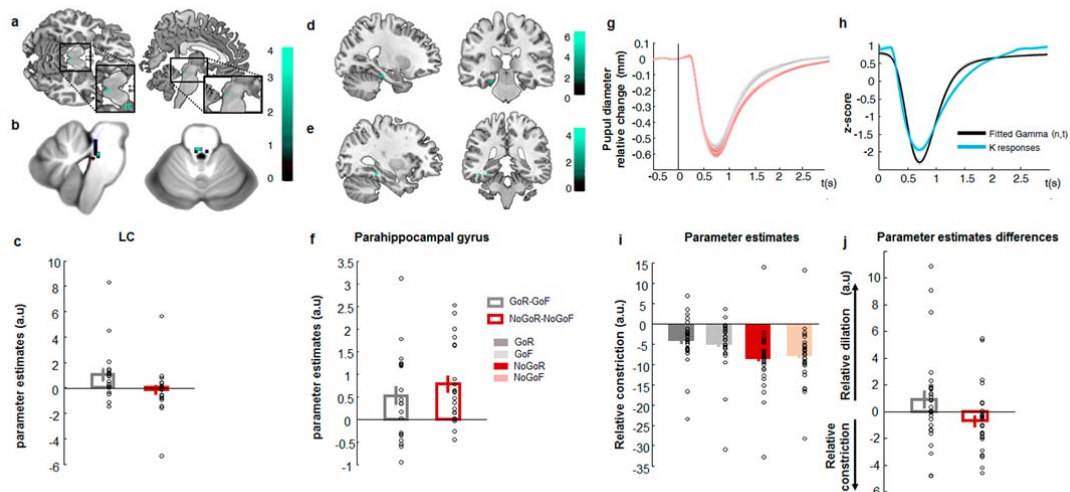 a
4
3
2
1
0
b
c
LC
parameter estimates (a.u)
10
8
6
4
2
0
-2
-4
-6
d
6
4
2
0
e
4
2
0
f
Parahippocampal gyrus
parameter estimates (a.u)
3.5
3
2.5
2
1.5
1
0.5
0
-0.5
-1
GoR-GoF
NoGoR-NoGoF
GoR
GoF
NoGoR
NoGoF
g
Pupul diameter
relative change (mm)
0.1
0
-0.1
-0.2
-0.3
-0.4
-0.5
-0.6
-0.5 0 0.5 1 1.5 2 2.5 t(s)
h
z-score
0.5
0
-0.5
-1
-1.5
-2
Fitted Gamma (n,t)
K responses
0 0.5 1 1.5 2 2.5 t(s)
i
Parameter estimates
Relative constriction (a.u.)
15
10
5
0
-5
-10
-15
-20
-25
-30
-35
j
Parameter estimates differences
(a.u)
Relative dilation
Relative
constriction
10
8
6
4
2
0
-2
-4
-6